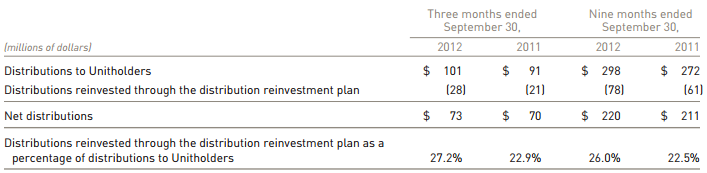 Three months ended Nine months ended
September 30, September 30,
(millions of dollars) 2012 2011 2012 2011
Distributions to Unitholders $ 101 $ 91 $ 298 $ 272
Distributions reinvested through the distribution reinvestment plan (28) (21) (78) (61)
Net distributions $ 73 $ 70 $ 220 $ 211
Distributions reinvested through the distribution reinvestment plan as a
percentage of distributions to Unitholders 27.2% 22.9% 26.0% 22.5%